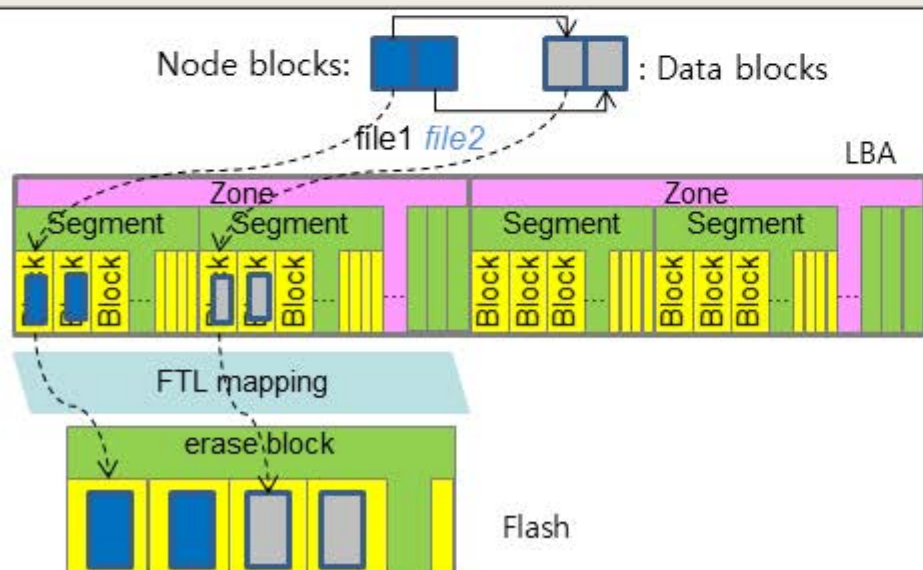 Node blocks:
: Data blocks
file1 file2
LBA
Zone
Zone
Segment
Segment
Segment
Segment
Block
Block
Block
Block
Block
Block
Block
Block
FTL mapping
erase block
Flash